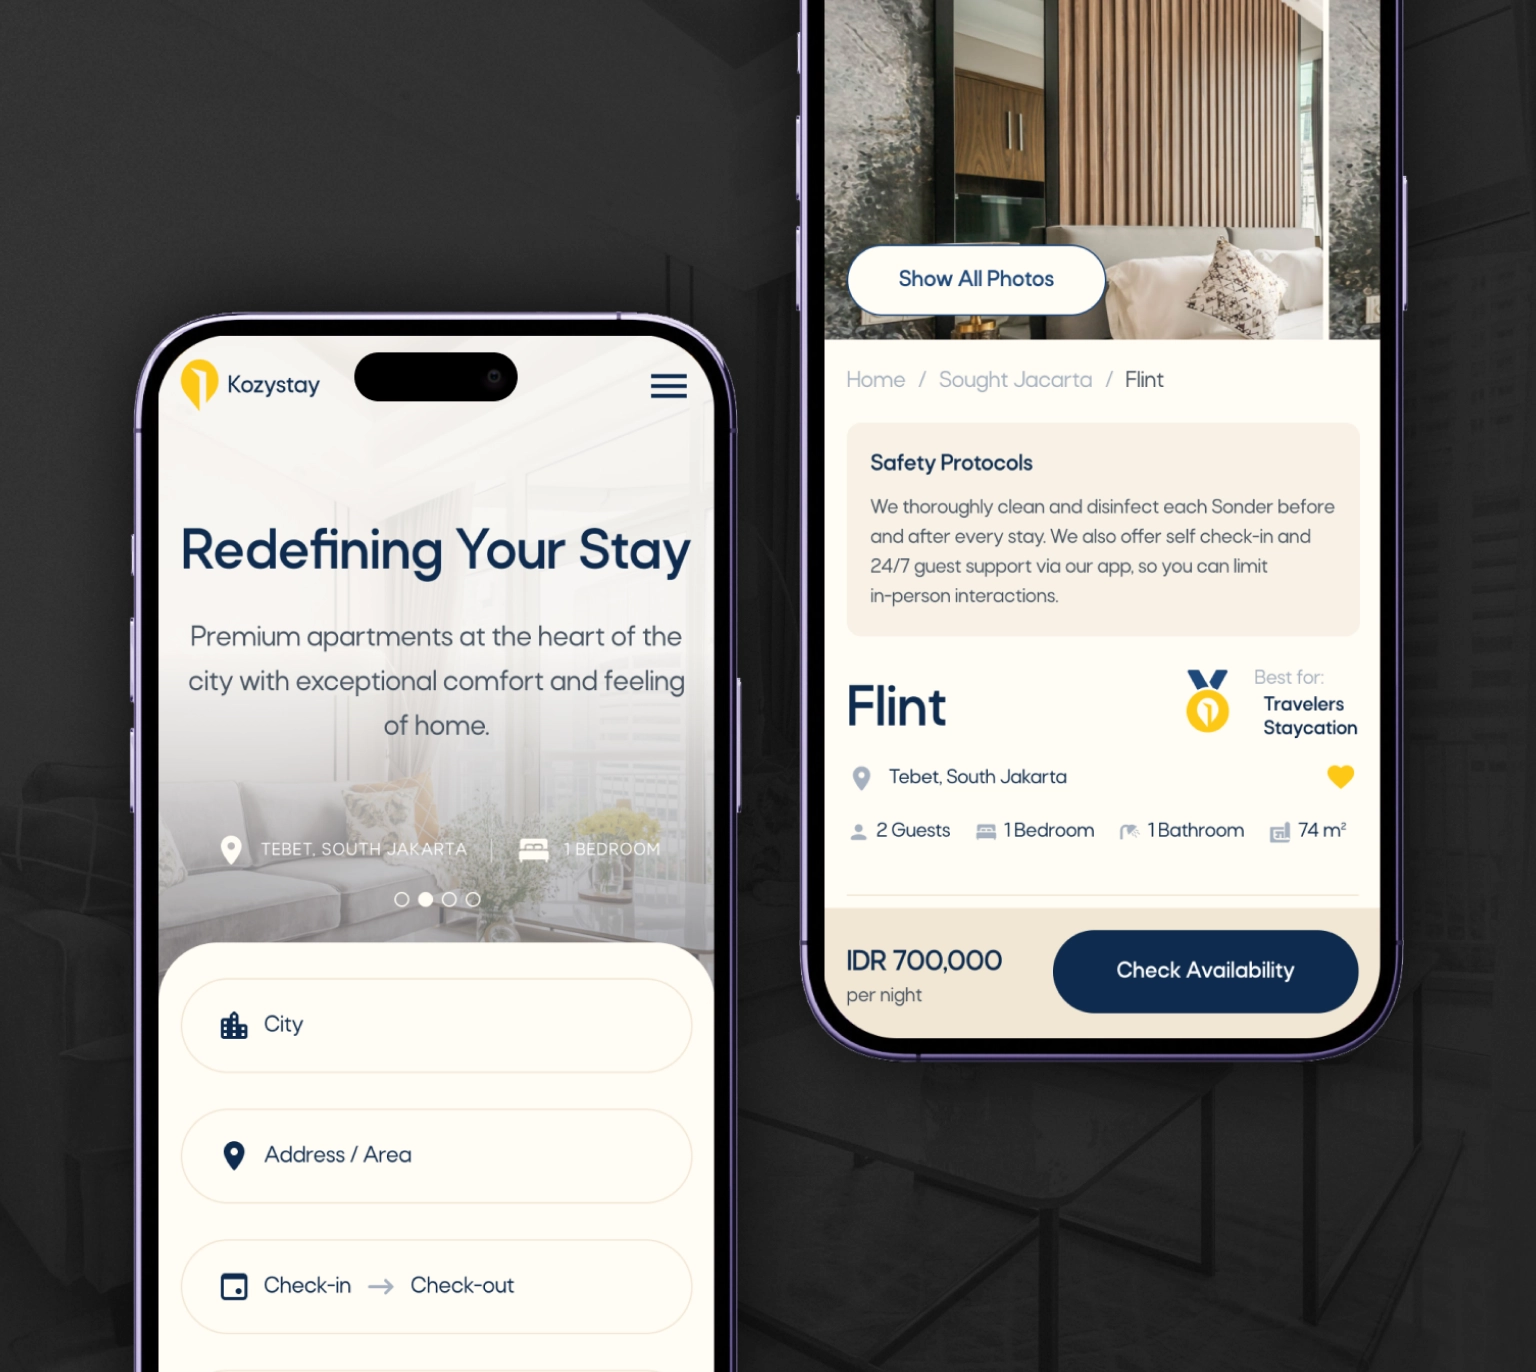 Kozystay
Redefining Your Stay
Premium apartments at the heart of the
city with exceptional comfort and feeling
of home.
TEBET, SOUTH JAKARTA
1 BEDROOM
City
Address / Area
Check-in → Check-out
Show All Photos
Home / Sought Jacarta / Flint
Safety Protocols
We thoroughly clean and disinfect each Sonder before
and after every stay. We also offer self check-in and
24/7 guest support via our app, so you can limit
in-person interactions.
Flint
Best for:
Travelers
Staycation
Tebet, South Jakarta
2 Guests 1 Bedroom 1 Bathroom 74 m²
IDR 700,000
per night
Check Availability